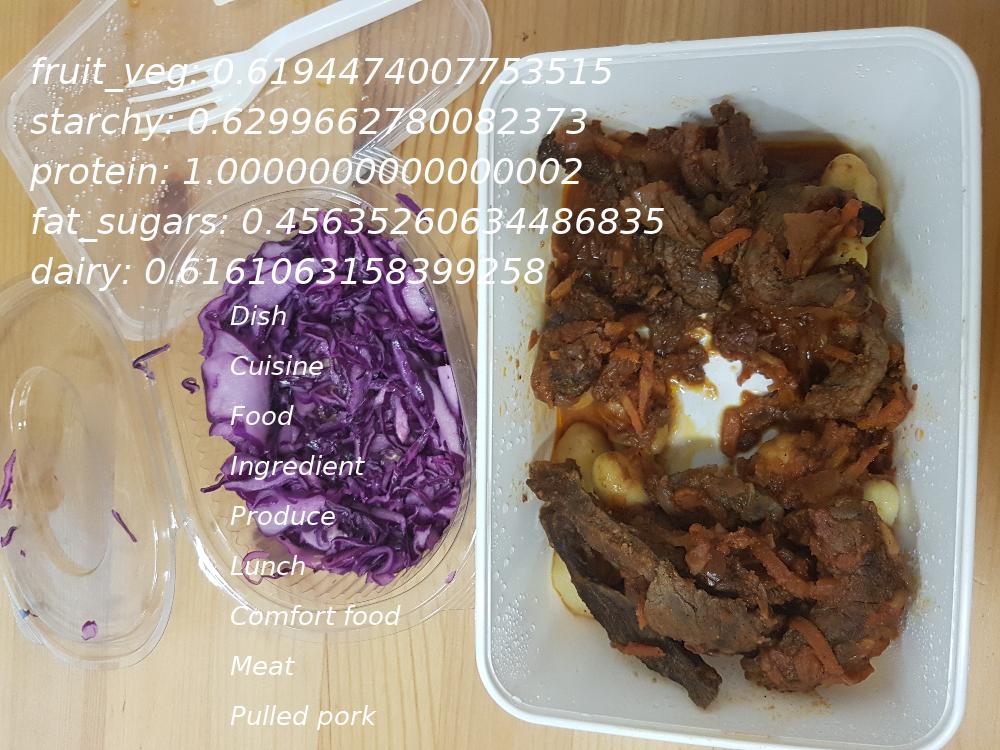 fruit_veg: 0.6194474007753515
starchy: 0.6299662780082373
protein: 1.0000000000000002
fat_sugars: 0.45635260634486835
dairy: 0.6161063158399258
Dish
Cuisine
Food
Ingredient
Produce
Lunch
Comfort food
Meat
Pulled pork